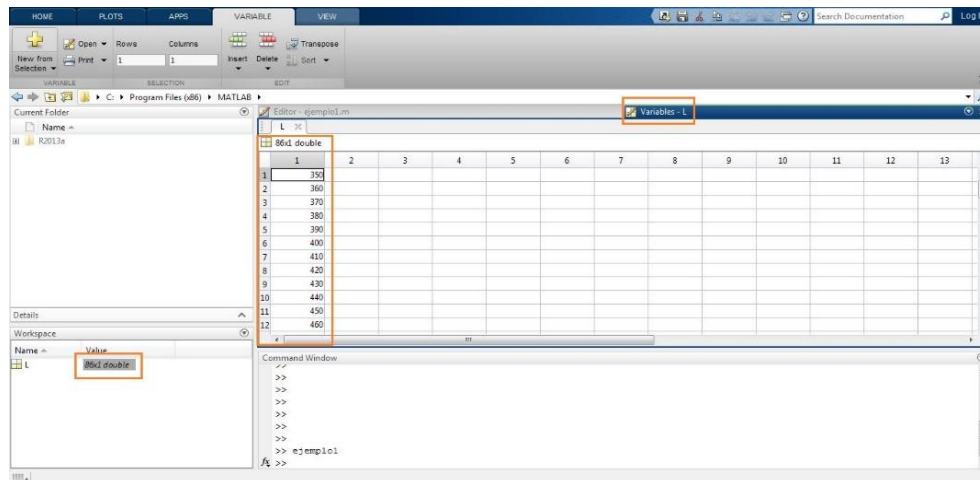 HOME PLOTS APPS VARIABLE VIEW Search Documentation Log
New from Selection Open Print Rows 1 Columns 1 Insert Delete Transpose Sort
VARIABLE SELECTION EDIT
C: Program Files (x86) MATLAB
Current Folder
Name
R2013a
Details
Workspace
Name Value
L 86x1 double
Editor - ejemplo1.m Variables - L
L
86x1 double
1 2 3 4 5 6 7 8 9 10 11 12 13
1 350
2 360
3 370
4 380
5 390
6 400
7 410
8 420
9 430
10 440
11 450
12 460
Command Window
>>
>>
>>
>>
>>
>>
>>
>> ejemplo1
fx >>